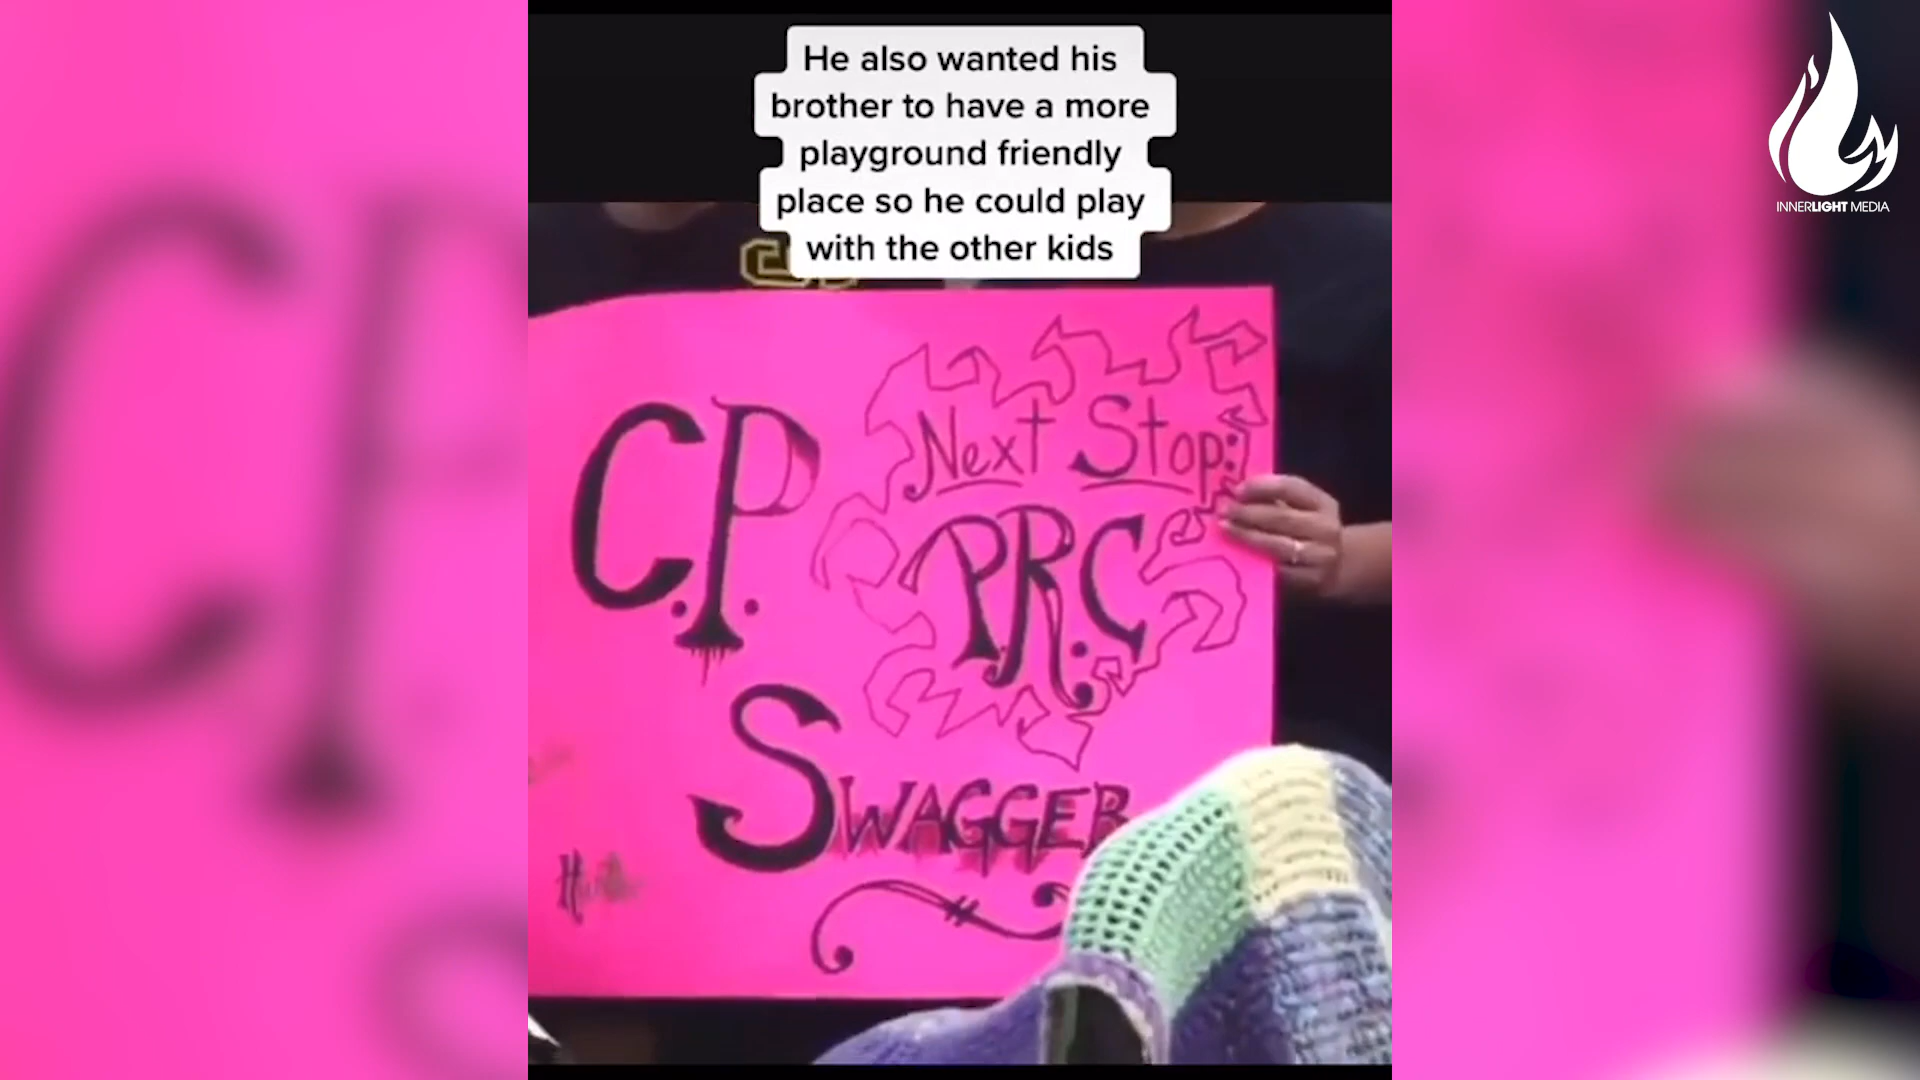 He also wanted his
brother to have a more
playground friendly
place so he could play
with the other kids
INNERLIGHT MEDIA
C.P.
Next Stop:
P.R.C.
SWAGGER